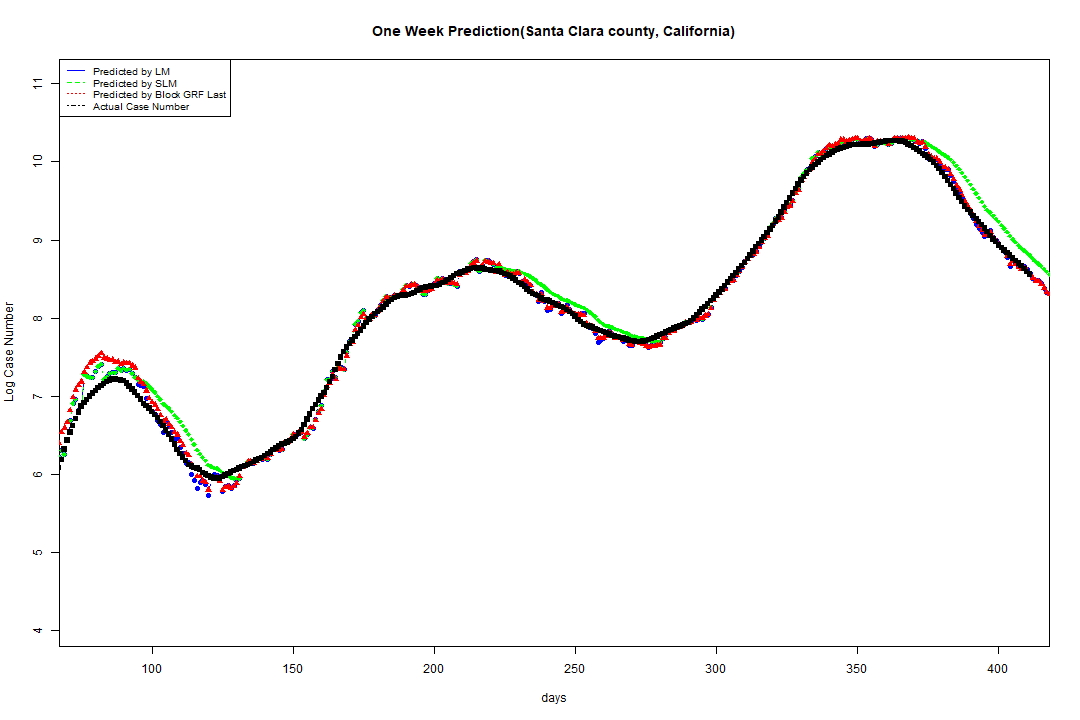 One Week Prediction(Santa Clara county, California)
Predicted by LM
Predicted by SLM
Predicted by Block GRF Last
Actual Case Number
11
10
9
8
7
6
5
4
Log Case Number
100 150 200 250 300 350 400
days